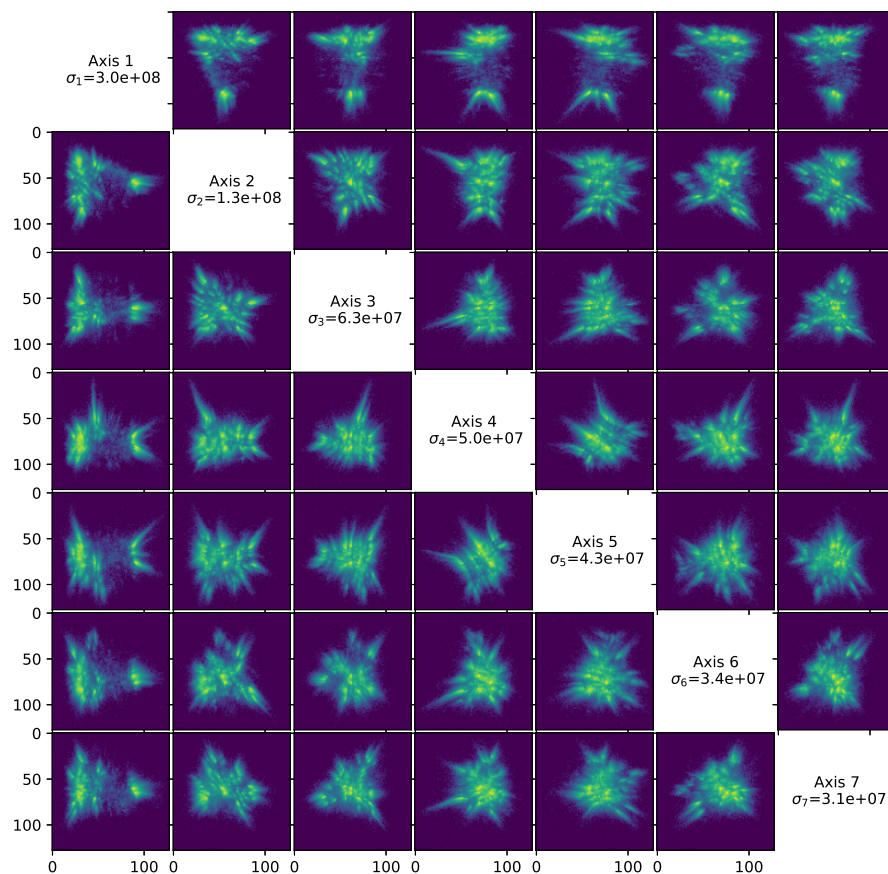 Axis 1
σ₁=3.0e+08
0
50
100
Axis 2
σ₂=1.3e+08
0
50
100
Axis 3
σ₃=6.3e+07
0
50
100
Axis 4
σ₄=5.0e+07
0
50
100
Axis 5
σ₅=4.3e+07
0
50
100
Axis 6
σ₆=3.4e+07
0
50
100
Axis 7
σ₇=3.1e+07
0 100 0 100 0 100 0 100 0 100 0 100